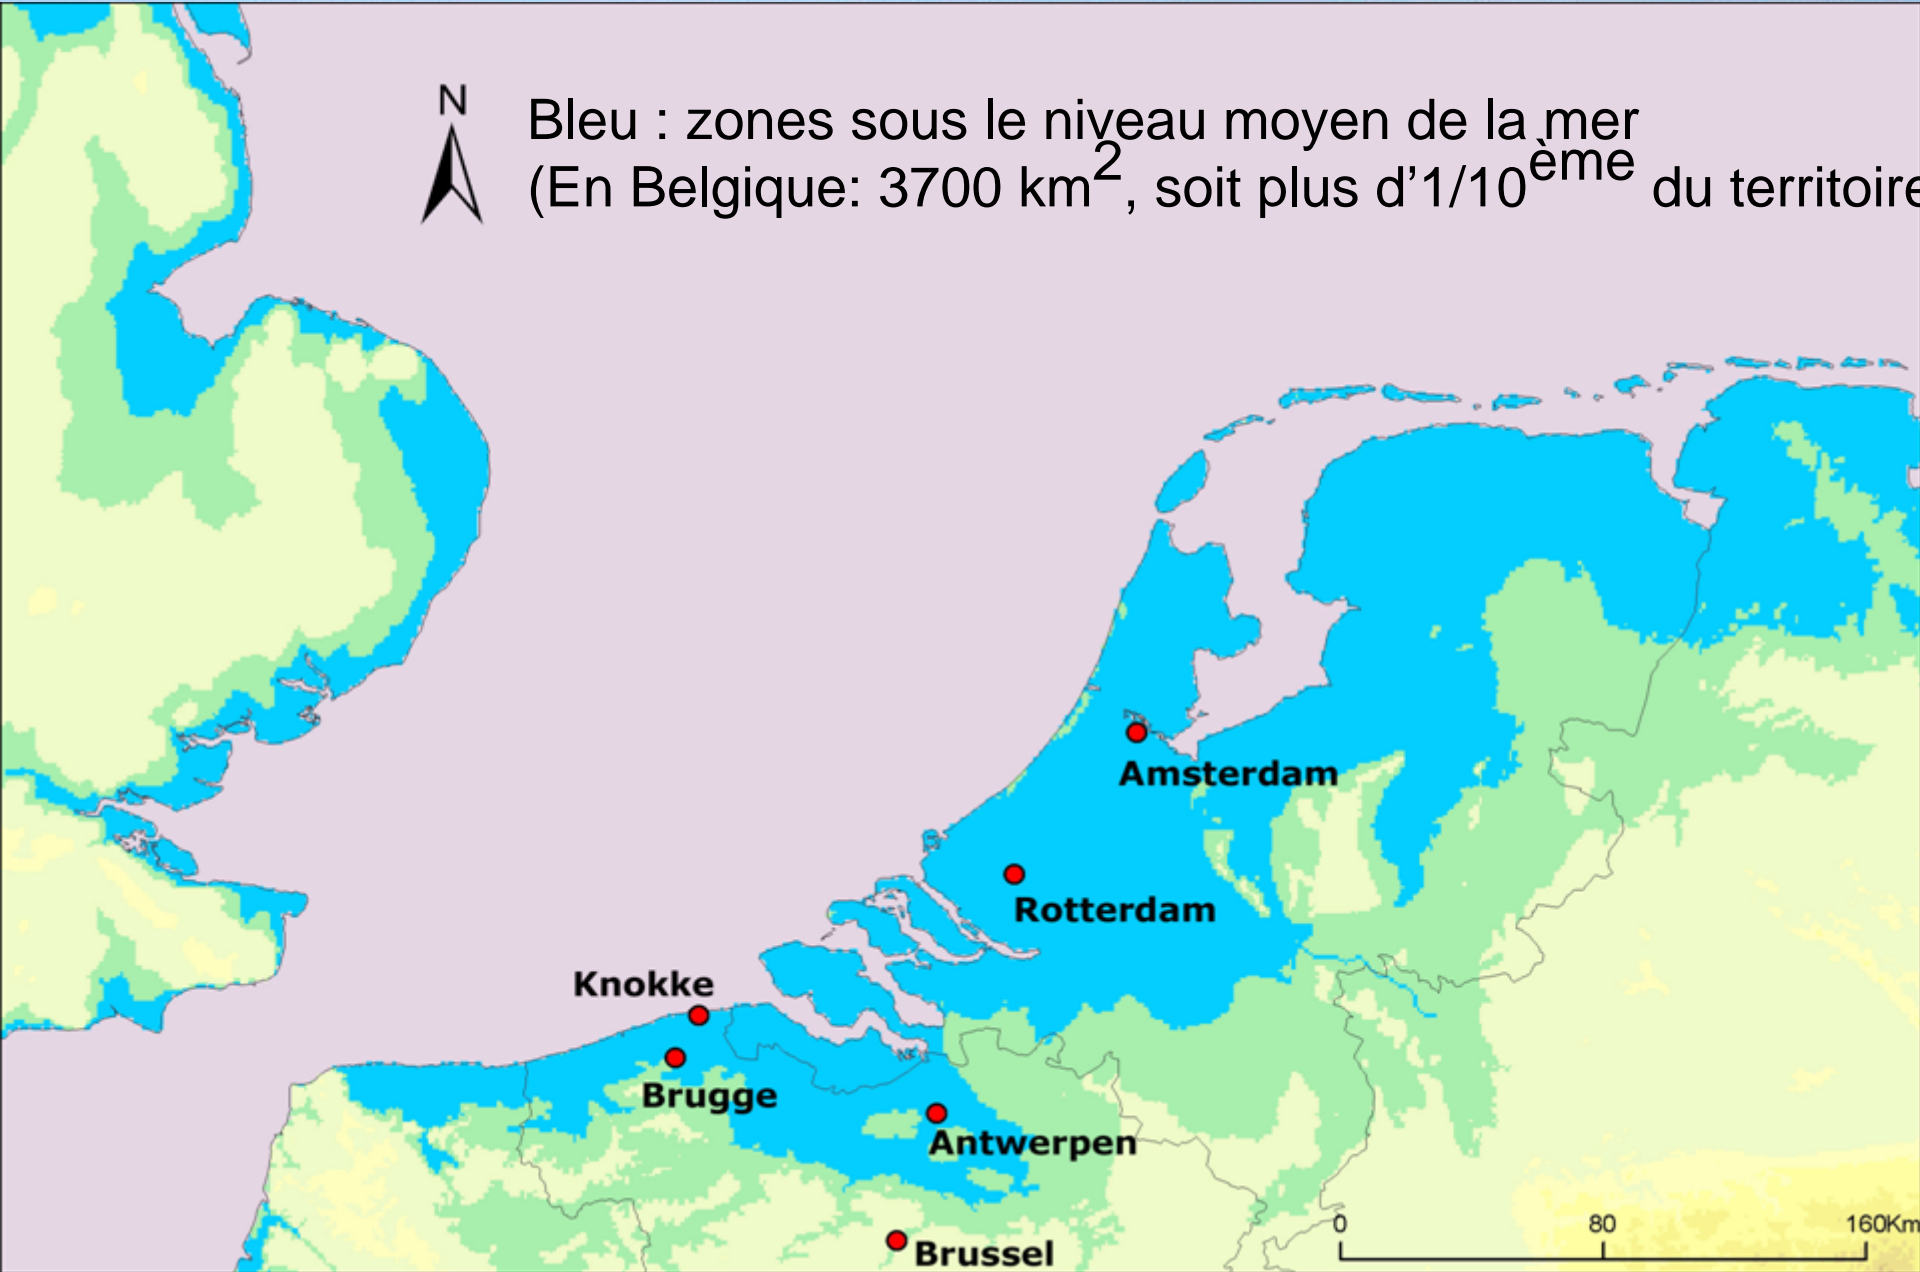 N
Bleu : zones sous le niveau moyen de la mer
(En Belgique: 3700 km², soit plus d’1/10ème du territoire
Amsterdam
Rotterdam
Knokke
Brugge
Antwerpen
Brussel
0 80 160Km